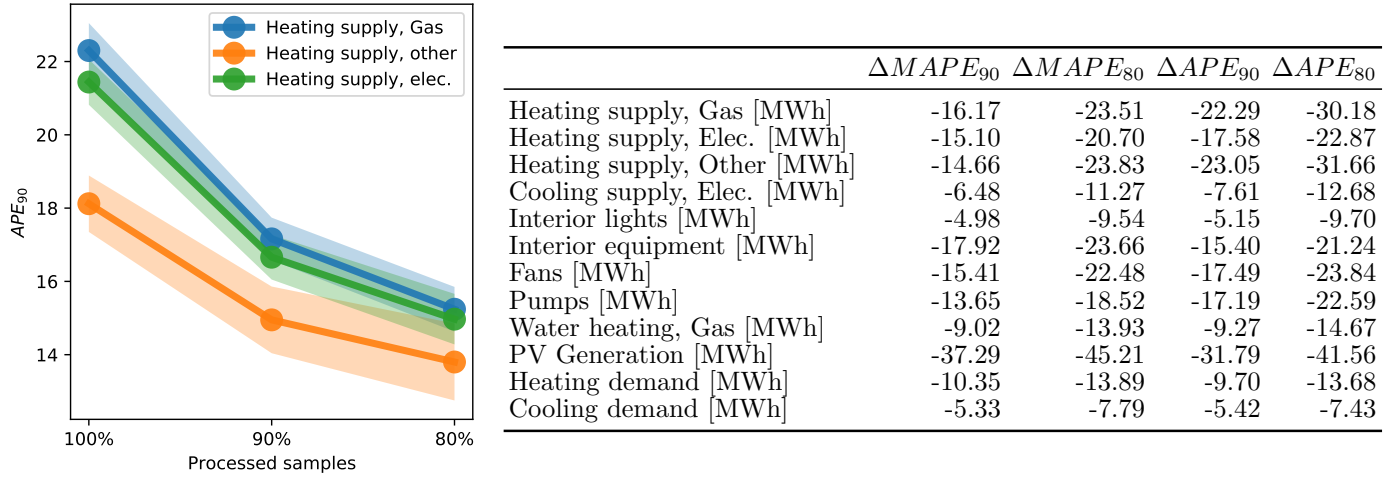 22
20
18
16
14
APE90
100%
90%
80%
Processed samples
Heating supply, Gas
Heating supply, other
Heating supply, elec.
ΔMAPE90 ΔMAPE80 ΔAPE90 ΔAPE80
Heating supply, Gas [MWh] -16.17 -23.51 -22.29 -30.18
Heating supply, Elec. [MWh] -15.10 -20.70 -17.58 -22.87
Heating supply, Other [MWh] -14.66 -23.83 -23.05 -31.66
Cooling supply, Elec. [MWh] -6.48 -11.27 -7.61 -12.68
Interior lights [MWh] -4.98 -9.54 -5.15 -9.70
Interior equipment [MWh] -17.92 -23.66 -15.40 -21.24
Fans [MWh] -15.41 -22.48 -17.49 -23.84
Pumps [MWh] -13.65 -18.52 -17.19 -22.59
Water heating, Gas [MWh] -9.02 -13.93 -9.27 -14.67
PV Generation [MWh] -37.29 -45.21 -31.79 -41.56
Heating demand [MWh] -10.35 -13.89 -9.70 -13.68
Cooling demand [MWh] -5.33 -7.79 -5.42 -7.43